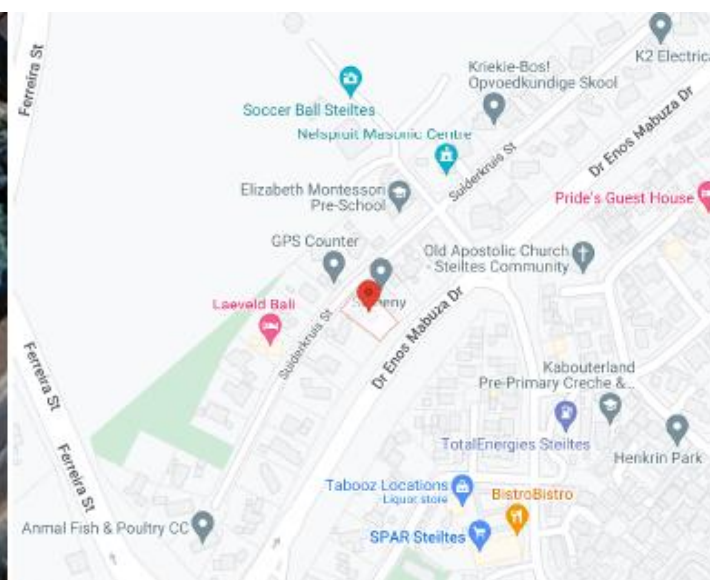 Ferreira St
K2 Electrica
Kriekie-Bos!
Opvoedkundige Skool
Soccer Ball Steiltes
Nelspruit Masonic Centre
Dr Enos Mabuza Dr
Suiderkruis St
Elizabeth Montessori
Pre-School
Pride's Guest House
GPS Counter
Old Apostolic Church
- Steiltes Community
Laeveld Bali
Suiderkruis St
Dr Enos Mabuza Dr
Ferreira St
Kabouterland
Pre-Primary Creche &...
TotalEnergies Steiltes
Henkrin Park
Ferreira St
Tabooz Locations
Liquor store
BistroBistro
Anmal Fish & Poultry CC
SPAR Steiltes